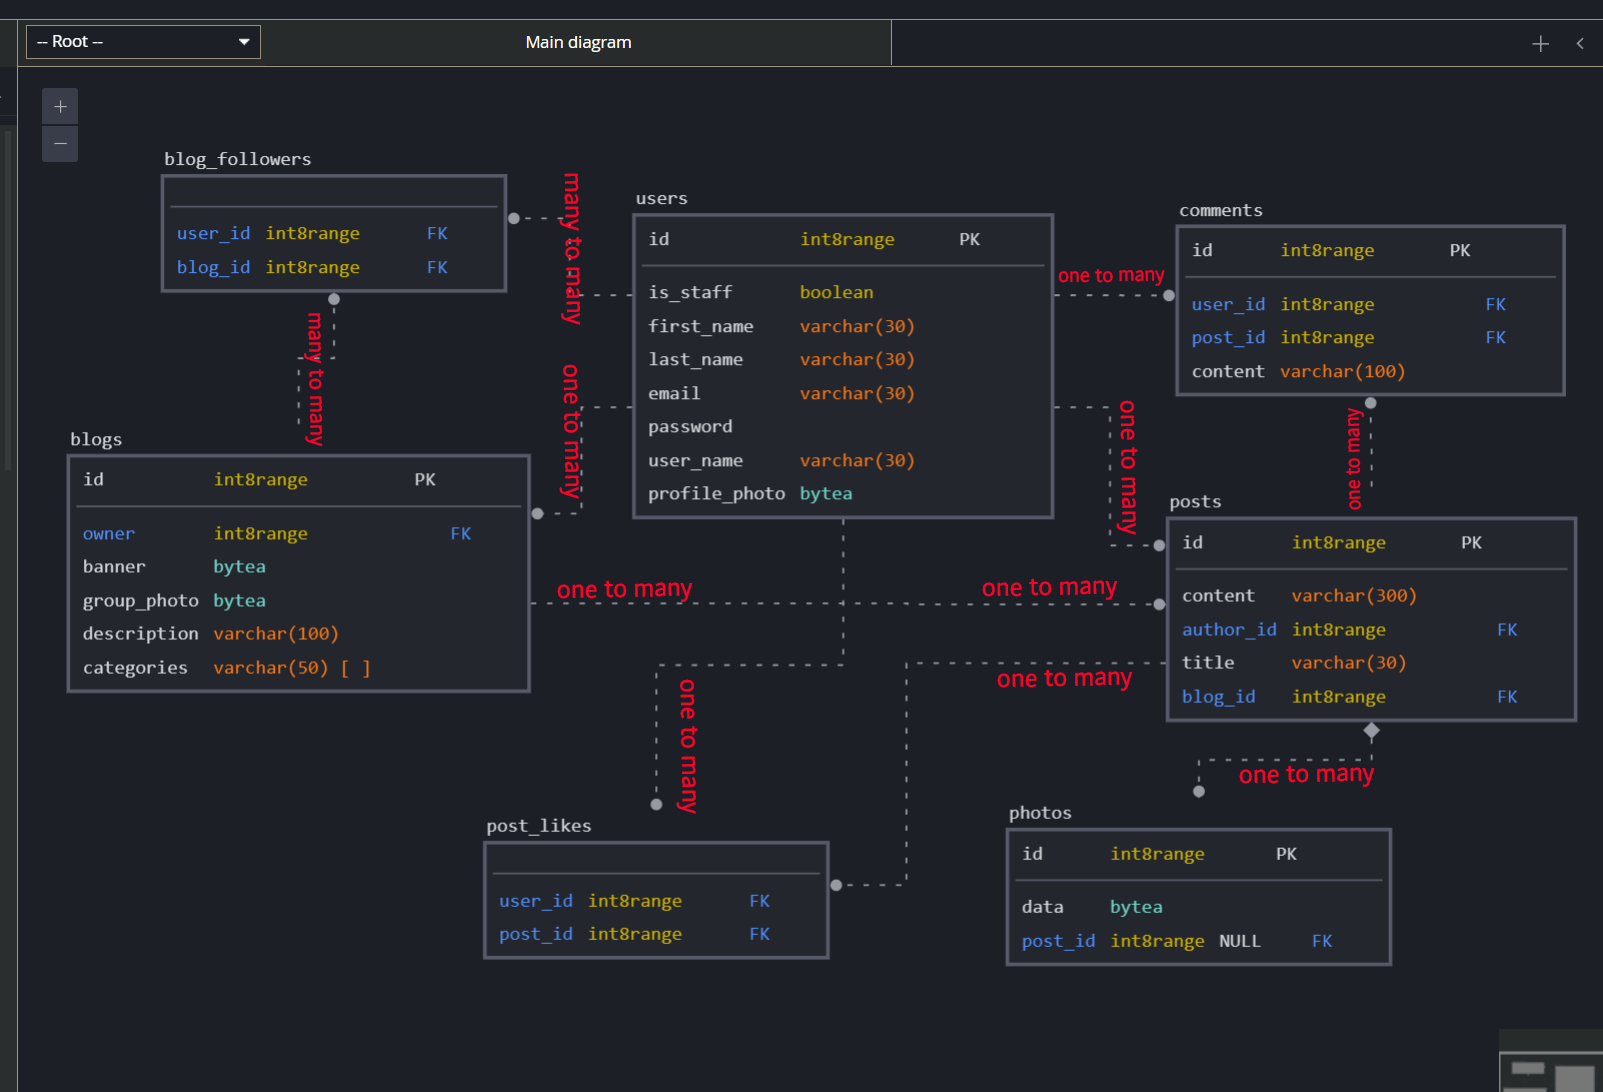 -- Root --
Main diagram
blog_followers
user_id int8range FK
blog_id int8range FK
many to many
many to many
users
id int8range PK
is_staff boolean
first_name varchar(30)
last_name varchar(30)
email varchar(30)
password
user_name varchar(30)
profile_photo bytea
one to many
one to many
comments
id int8range PK
user_id int8range FK
post_id int8range FK
content varchar(100)
one to many
one to many
blogs
id int8range PK
owner int8range FK
banner bytea
group_photo bytea
description varchar(100)
categories varchar(50) [ ]
one to many
one to many
posts
id int8range PK
content varchar(300)
author_id int8range FK
title varchar(30)
blog_id int8range FK
one to many
one to many
one to many
post_likes
user_id int8range FK
post_id int8range FK
photos
id int8range PK
data bytea
post_id int8range NULL FK